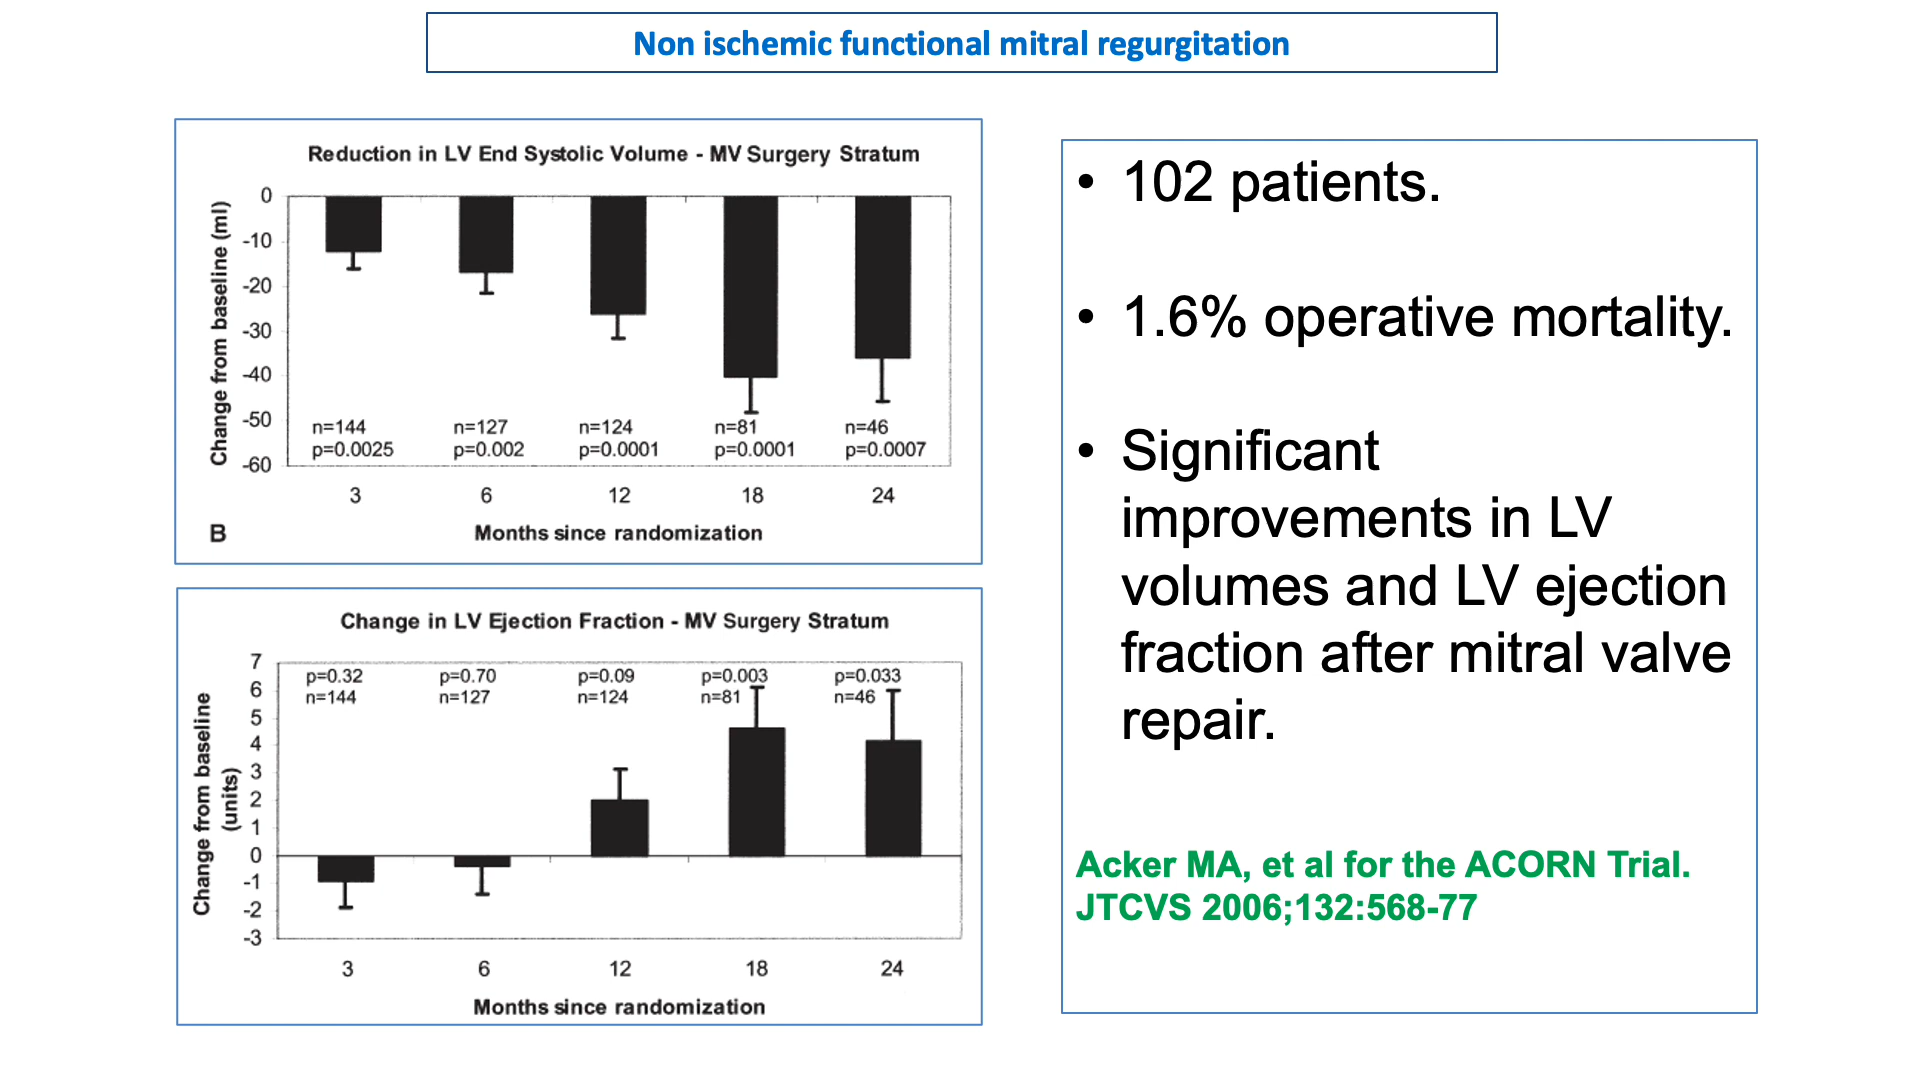 Non ischemic functional mitral regurgitation
Reduction in LV End Systolic Volume - MV Surgery Stratum
Change from baseline (ml)
0
-10
-20
-30
-40
-50
-60
n=144 n=127 n=124 n=81 n=46
p=0.0025 p=0.002 p=0.0001 p=0.0001 p=0.0007
3 6 12 18 24
B Months since randomization
Change in LV Ejection Fraction - MV Surgery Stratum
Change from baseline
(units)
7
6
5
4
3
2
1
0
-1
-2
-3
p=0.32 p=0.70 p=0.09 p=0.003 p=0.033
n=144 n=127 n=124 n=81 n=46
3 6 12 18 24
Months since randomization
• 102 patients.
• 1.6% operative mortality.
• Significant
improvements in LV
volumes and LV ejection
fraction after mitral valve
repair.
Acker MA, et al for the ACORN Trial.
JTCVS 2006;132:568-77